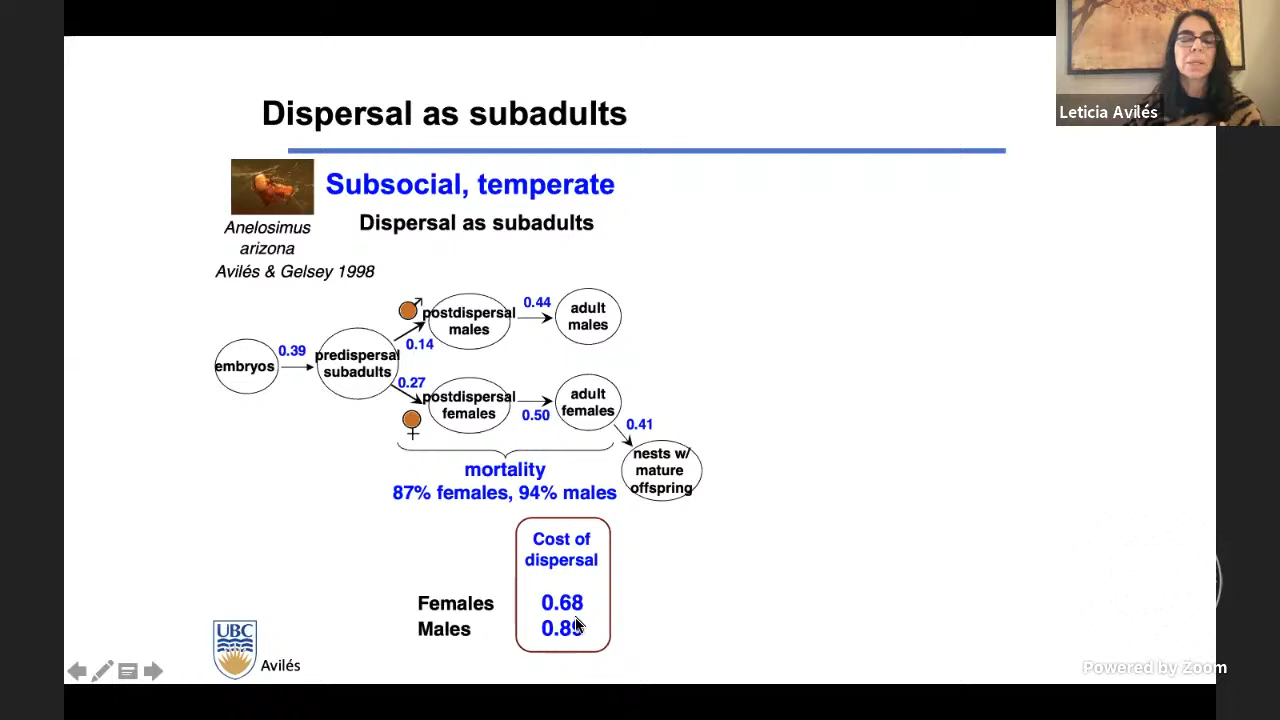 Leticia Avilés
Dispersal as subadults
Subsocial, temperate
Dispersal as subadults
Anelosimus
arizona
Avilés & Gelsey 1998
embryos
0.39
predispersal
subadults
0.14
postdispersal
males
0.44
adult
males
0.27
postdispersal
females
0.50
adult
females
0.41
nests w/
mature
offspring
mortality
87% females, 94% males
Cost of
dispersal
Females 0.68
Males
UBC
Avilés
Powered by Zoom